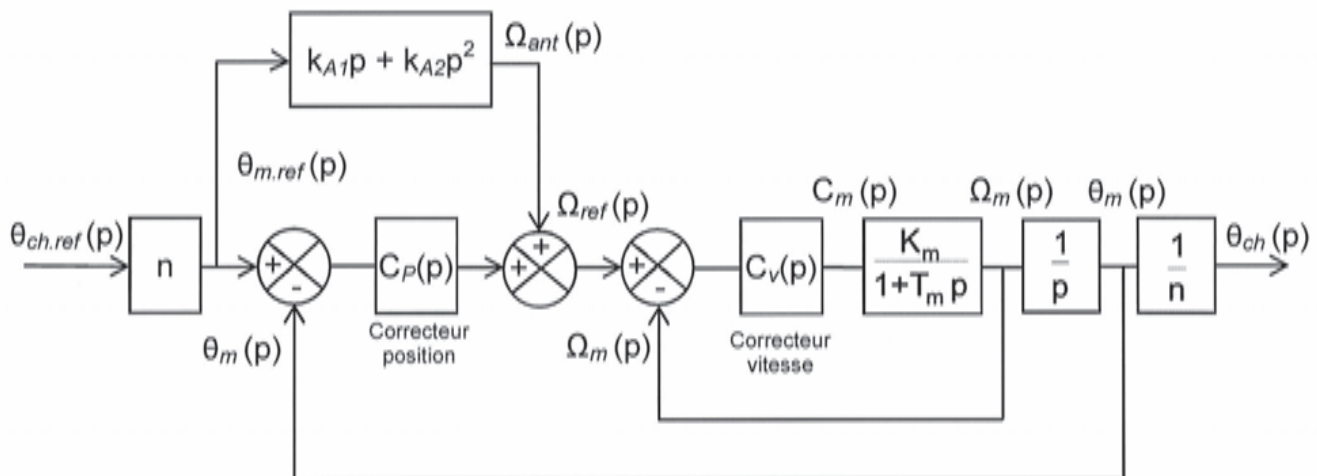 k_{A1}p + k_{A2}p^2
Ω_{ant}(p)
θ_{m.ref}(p)
θ_{ch.ref}(p)
n
+
-
C_P(p)
Correcteur
position
Ω_{ref}(p)
+
+
+
-
C_v(p)
Correcteur
vitesse
C_m(p)
K_m
1+T_m p
Ω_m(p)
1
p
θ_m(p)
1
n
θ_{ch}(p)
θ_m(p)
Ω_m(p)